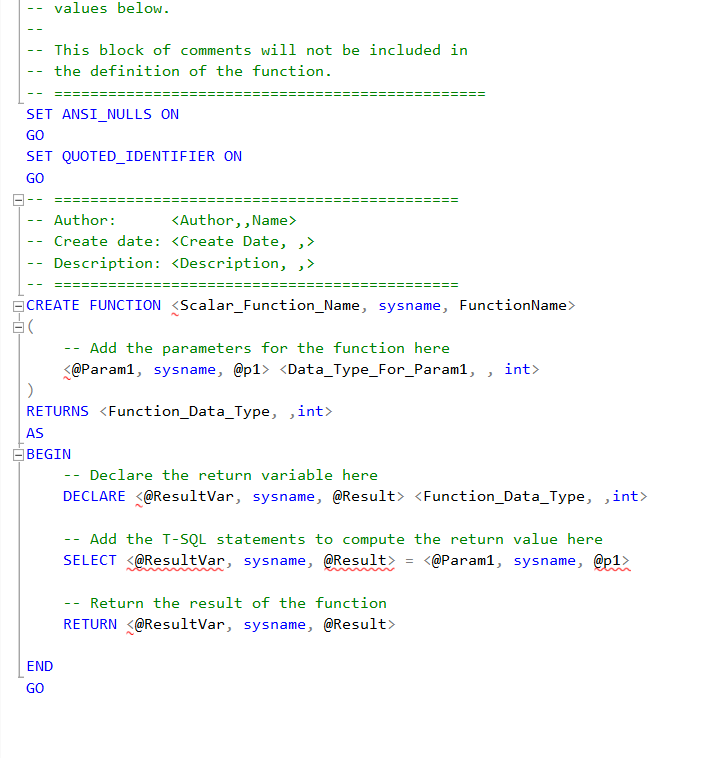 -- values below.
--
-- This block of comments will not be included in
-- the definition of the function.
-- ================================================
SET ANSI_NULLS ON
GO
SET QUOTED_IDENTIFIER ON
GO
-- =============================================
-- Author:      <Author,,Name>
-- Create date: <Create Date, ,>
-- Description: <Description, ,>
-- =============================================
CREATE FUNCTION <Scalar_Function_Name, sysname, FunctionName>
(
    -- Add the parameters for the function here
    <@Param1, sysname, @p1> <Data_Type_For_Param1, , int>
)
RETURNS <Function_Data_Type, ,int>
AS
BEGIN
    -- Declare the return variable here
    DECLARE <@ResultVar, sysname, @Result> <Function_Data_Type, ,int>

    -- Add the T-SQL statements to compute the return value here
    SELECT <@ResultVar, sysname, @Result> = <@Param1, sysname, @p1>

    -- Return the result of the function
    RETURN <@ResultVar, sysname, @Result>

END
GO